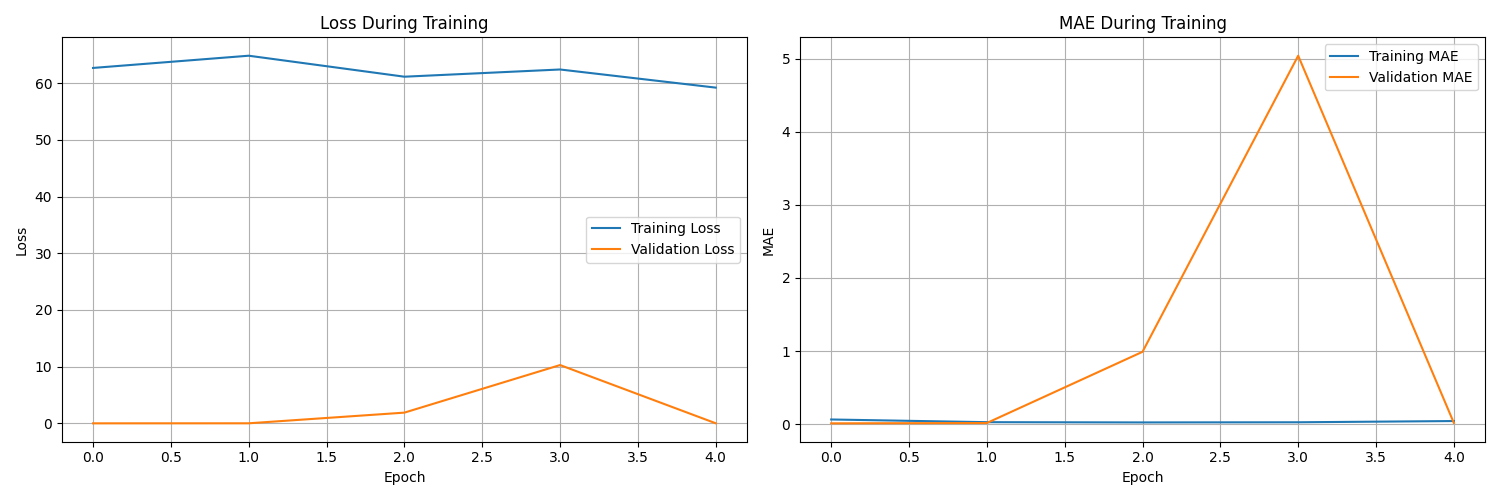 Loss During Training
60
50
40
30
20
10
0
Loss
0.0 0.5 1.0 1.5 2.0 2.5 3.0 3.5 4.0
Epoch
Training Loss
Validation Loss
MAE During Training
5
4
3
2
1
0
MAE
0.0 0.5 1.0 1.5 2.0 2.5 3.0 3.5 4.0
Epoch
Training MAE
Validation MAE